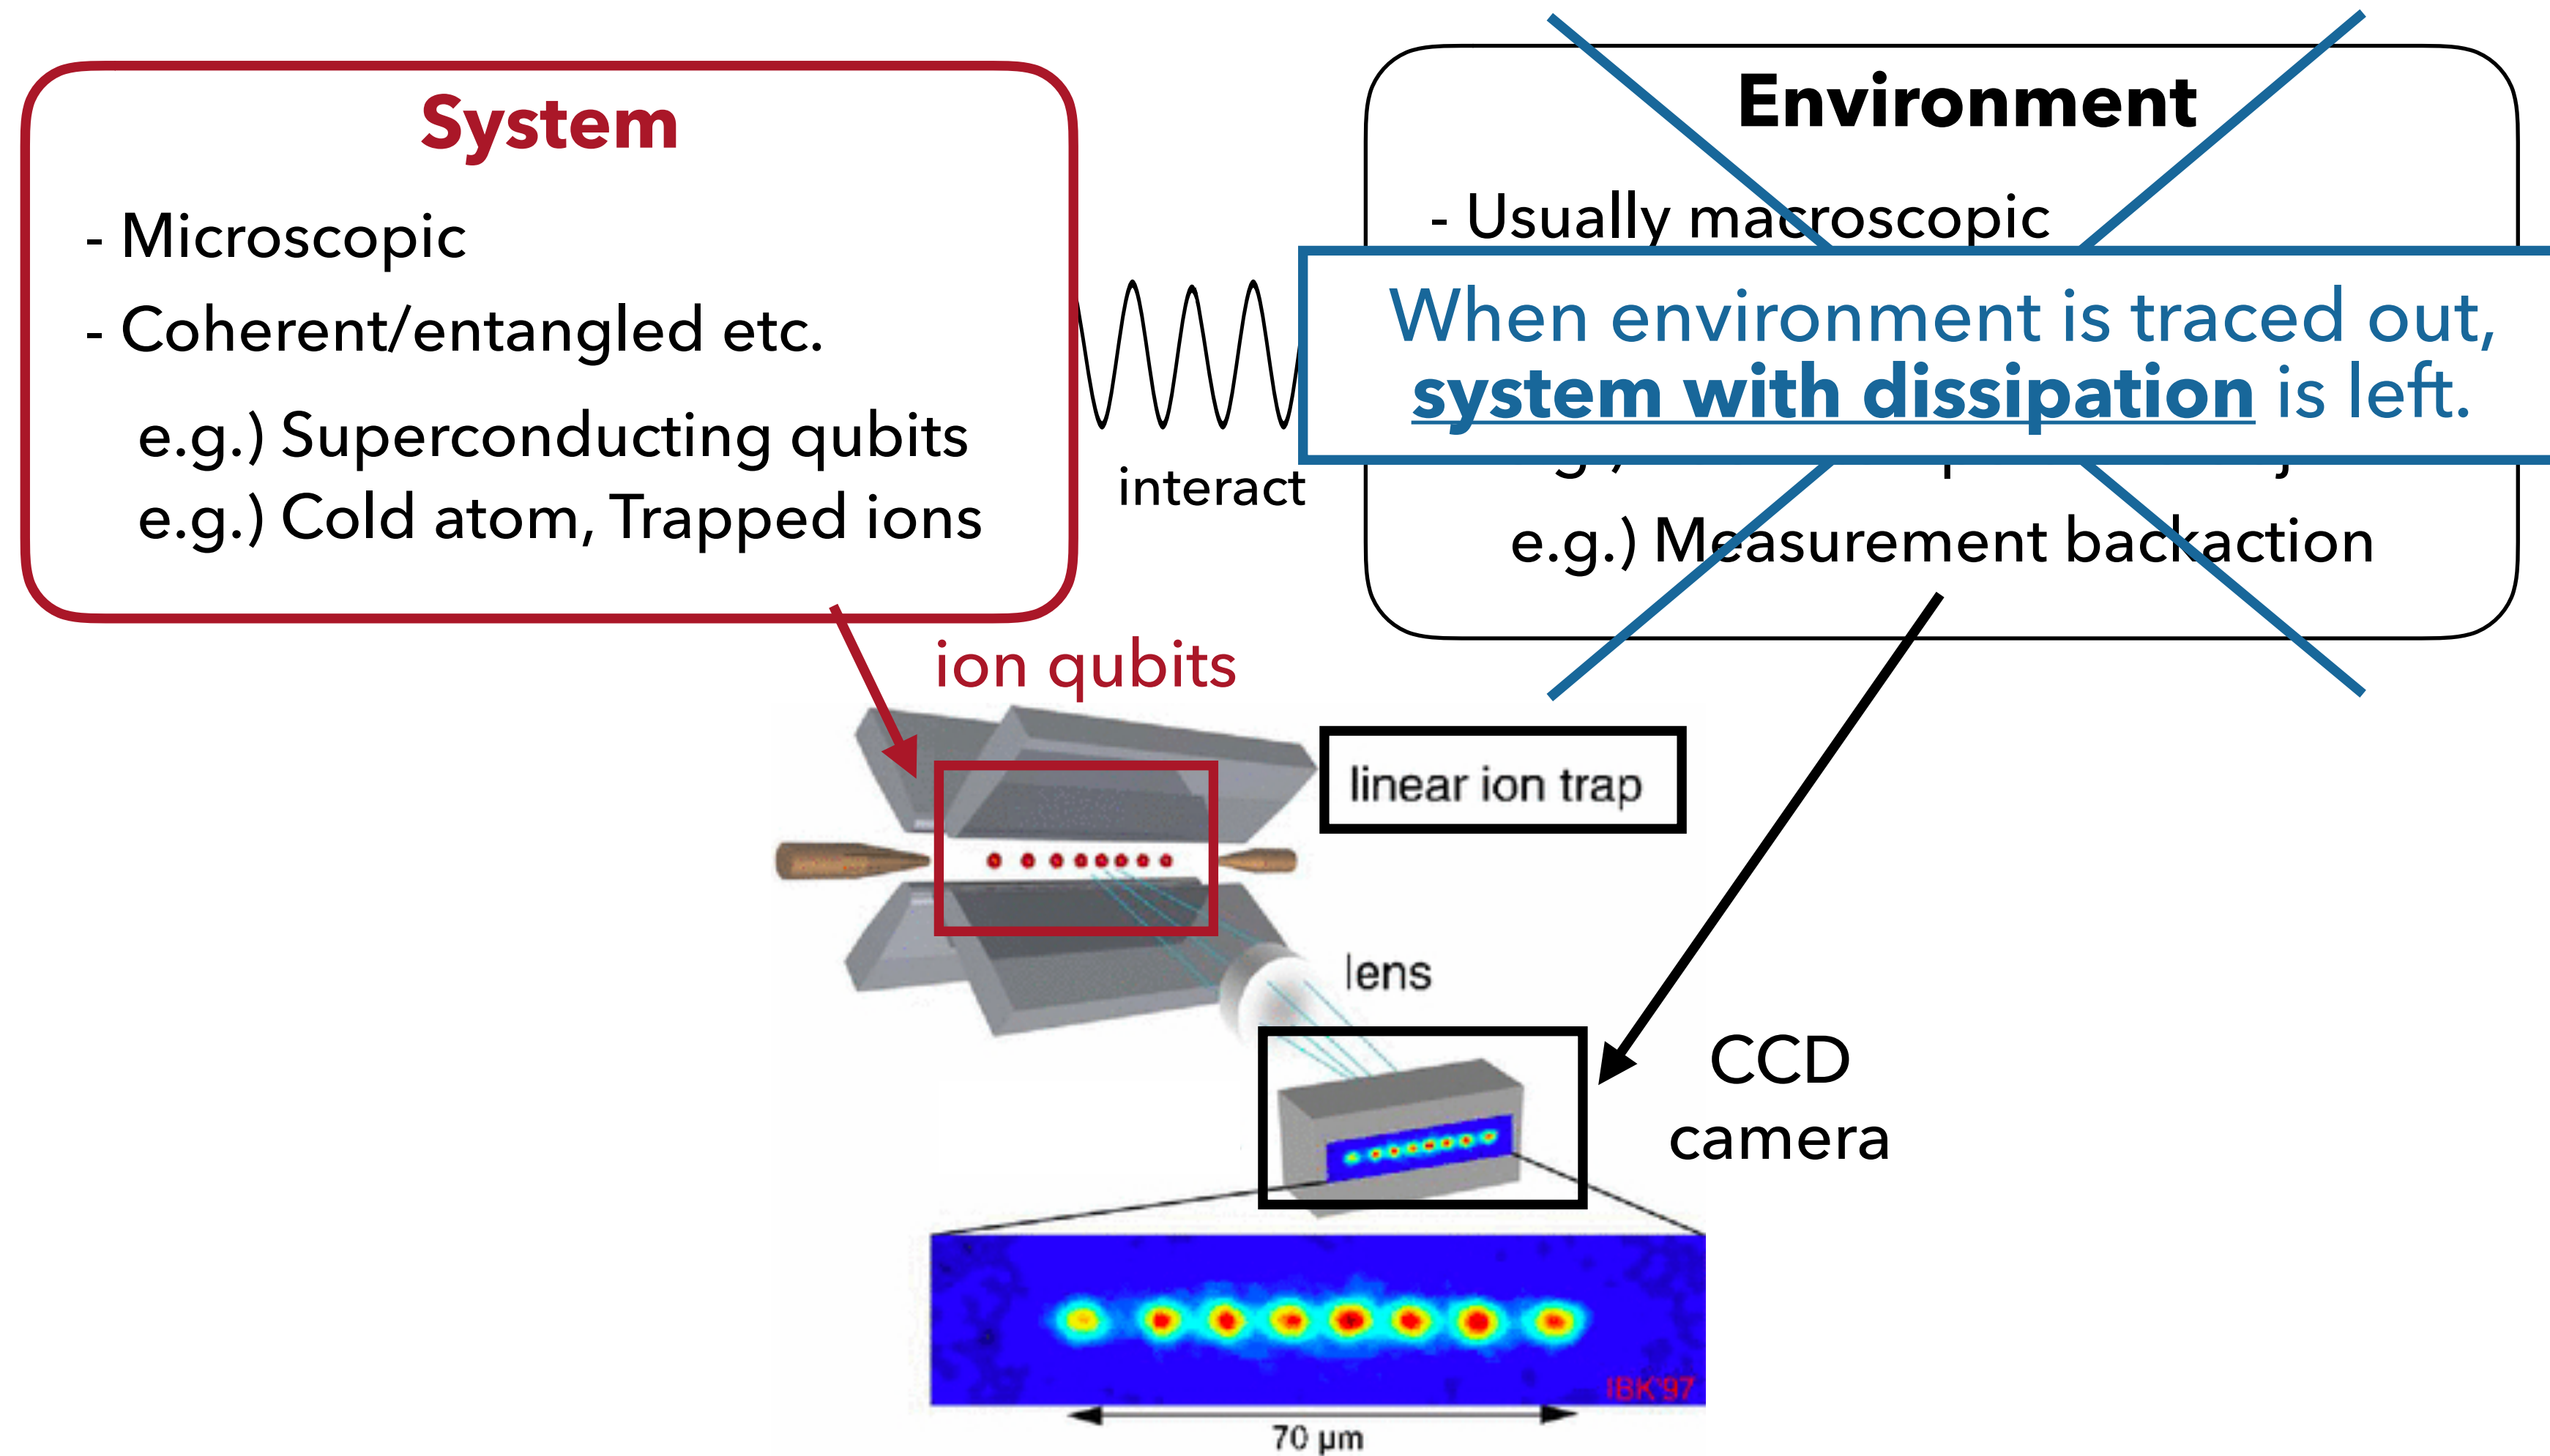 System
- Microscopic
- Coherent/entangled etc.
e.g.) Superconducting qubits
e.g.) Cold atom, Trapped ions
interact
Environment
- Usually macroscopic
When environment is traced out,
system with dissipation is left.
e.g.) Measurement backaction
ion qubits
linear ion trap
lens
CCD
camera
IBK'97
70 µm